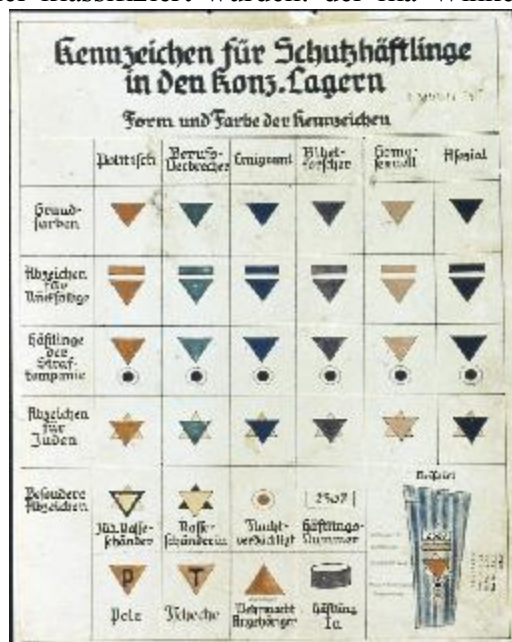 Kennzeichen für Schutzhäftlinge
in den Konz.Lagern
Form und Farbe der Kennzeichen
Politisch Berufs-Verbrecher Emigrant Bibel-forscher Homo-sexuell Asozial
Grund-
farben
Abzeichen
für
Rückfällige
Häftlinge
der
Straf-
kompanie
Abzeichen
für
Juden
Besondere
Abzeichen
Jüd. Rasse-
schänder
Rasse-
schänderin
Flucht-
verdächtigt
2307
Häftlings-
Nummer
Beispiel
P
Pole
T
Tscheche
Wehrmacht
Angehöriger
Häftling
Ia